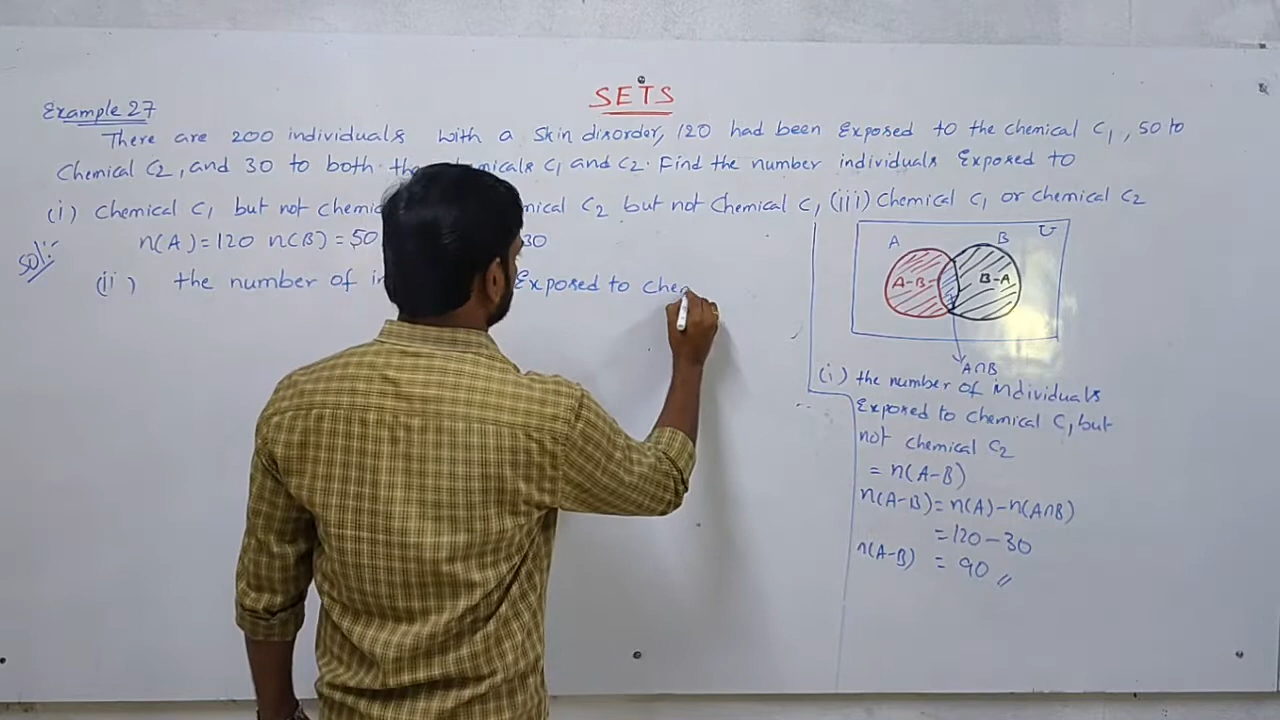 SETS
Example 27
There are 200 individuals with a Skin disorder, 120 had been Exposed to the chemical C1, 50 to
Chemical C2, and 30 to both the C1 and C2. Find the number individuals Exposed to
(i) Chemical C1 but not C2 but not Chemical C1 (iii) Chemical C1 or chemical C2
Sol:
n(A)=120 n(B)=50 30
(ii) the number of Exposed to
A B U
A-B B-A
A∩B
(i) the number of individuals
Exposed to chemical C1, but
not chemical C2
= n(A-B)
n(A-B)=n(A)-n(A∩B)
=120-30
n(A-B) = 90 //